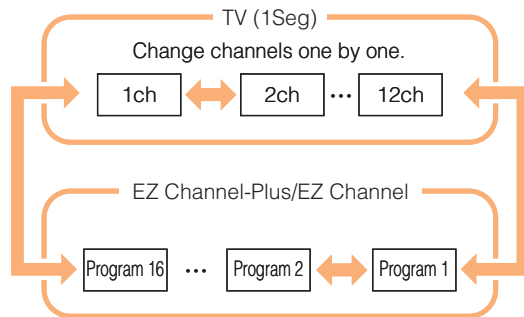 TV (1Seg)
Change channels one by one.
1ch 2ch ··· 12ch
EZ Channel-Plus/EZ Channel
Program 16 ··· Program 2 Program 1